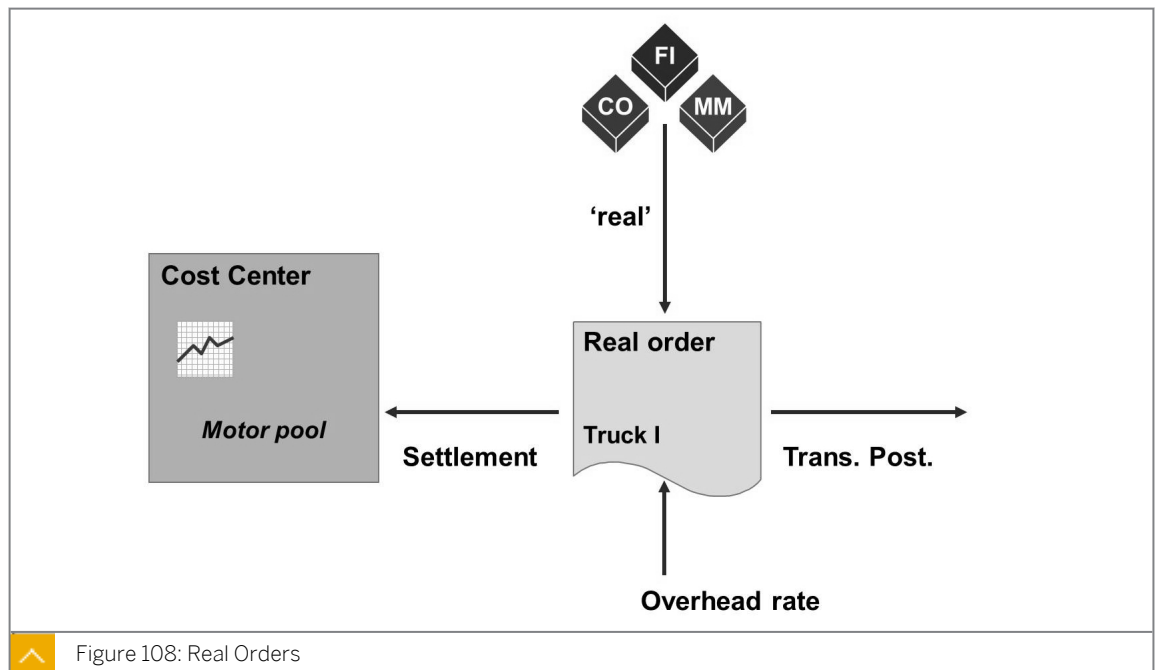 FI
CO
MM
‘real’
Cost Center
Real order
Motor pool
Truck I
Settlement
Trans. Post.
Overhead rate
Figure 108: Real Orders